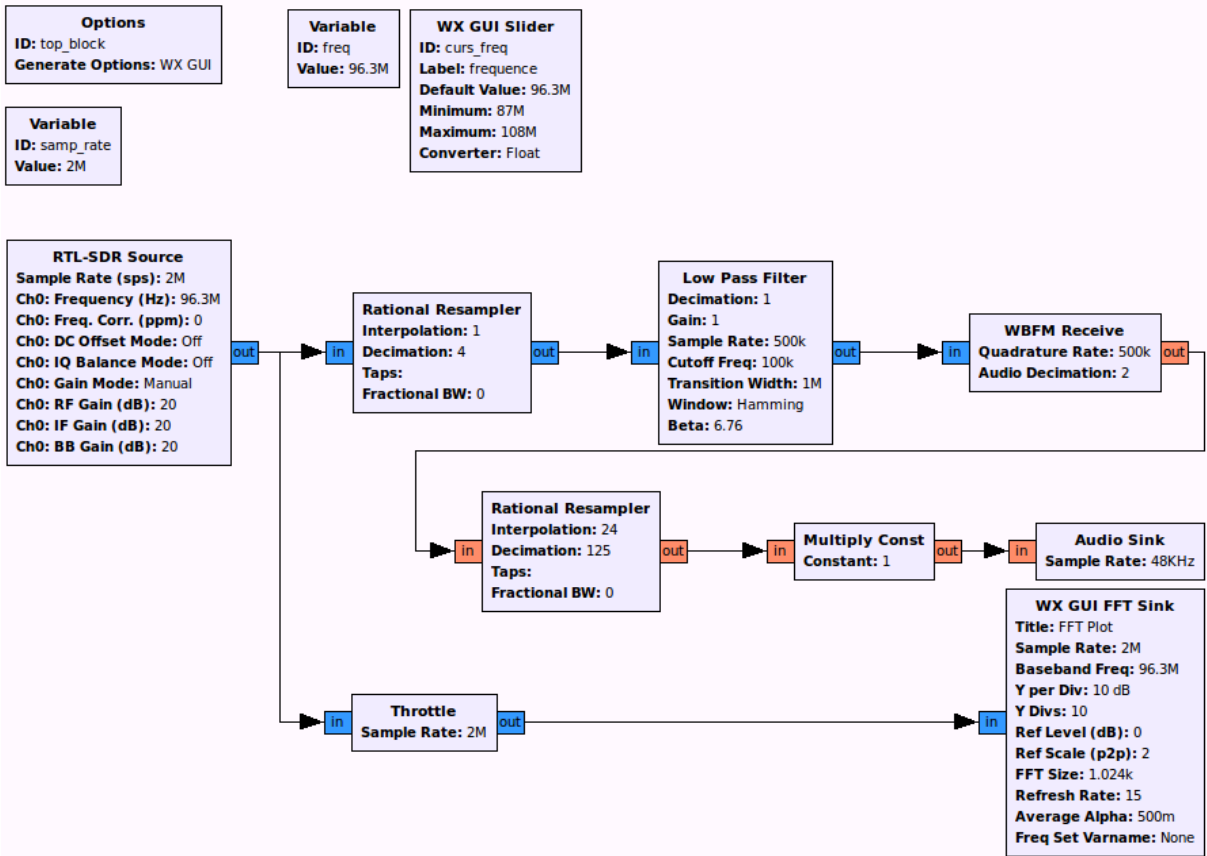 Options
ID: top_block
Generate Options: WX GUI
Variable
ID: freq
Value: 96.3M
WX GUI Slider
ID: curs_freq
Label: frequence
Default Value: 96.3M
Minimum: 87M
Maximum: 108M
Converter: Float
Variable
ID: samp_rate
Value: 2M
RTL-SDR Source
Sample Rate (sps): 2M
Ch0: Frequency (Hz): 96.3M
Ch0: Freq. Corr. (ppm): 0
Ch0: DC Offset Mode: Off
Ch0: IQ Balance Mode: Off
Ch0: Gain Mode: Manual
Ch0: RF Gain (dB): 20
Ch0: IF Gain (dB): 20
Ch0: BB Gain (dB): 20
out
in
Rational Resampler
Interpolation: 1
Decimation: 4
Taps:
Fractional BW: 0
out
in
Low Pass Filter
Decimation: 1
Gain: 1
Sample Rate: 500k
Cutoff Freq: 100k
Transition Width: 1M
Window: Hamming
Beta: 6.76
out
in
WBFM Receive
Quadrature Rate: 500k
Audio Decimation: 2
out
in
Rational Resampler
Interpolation: 24
Decimation: 125
Taps:
Fractional BW: 0
out
in
Multiply Const
Constant: 1
out
in
Audio Sink
Sample Rate: 48KHz
in
Throttle
Sample Rate: 2M
out
in
WX GUI FFT Sink
Title: FFT Plot
Sample Rate: 2M
Baseband Freq: 96.3M
Y per Div: 10 dB
Y Divs: 10
Ref Level (dB): 0
Ref Scale (p2p): 2
FFT Size: 1.024k
Refresh Rate: 15
Average Alpha: 500m
Freq Set Varname: None